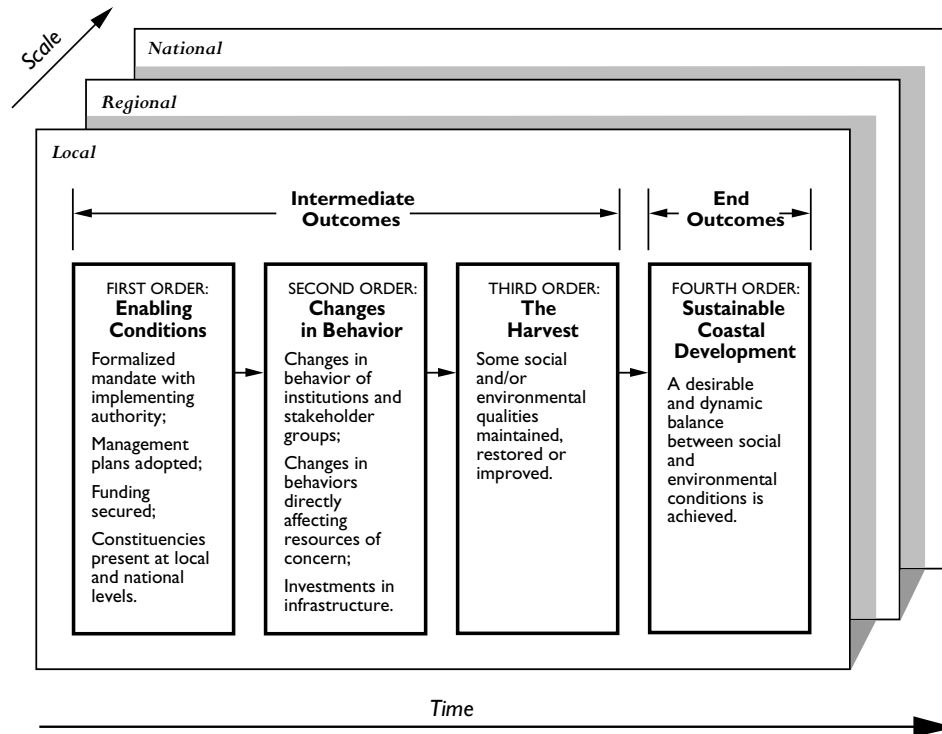 Scale
National
Regional
Local
Intermediate
Outcomes
End
Outcomes
FIRST ORDER:
Enabling
Conditions
Formalized
mandate with
implementing
authority;
Management
plans adopted;
Funding
secured;
Constituencies
present at local
and national
levels.
SECOND ORDER:
Changes
in Behavior
Changes in
behavior of
institutions and
stakeholder
groups;
Changes in
behaviors
directly
affecting
resources of
concern;
Investments in
infrastructure.
THIRD ORDER:
The
Harvest
Some social
and/or
environmental
qualities
maintained,
restored or
improved.
FOURTH ORDER:
Sustainable
Coastal
Development
A desirable
and dynamic
balance
between social
and
environmental
conditions is
achieved.
Time